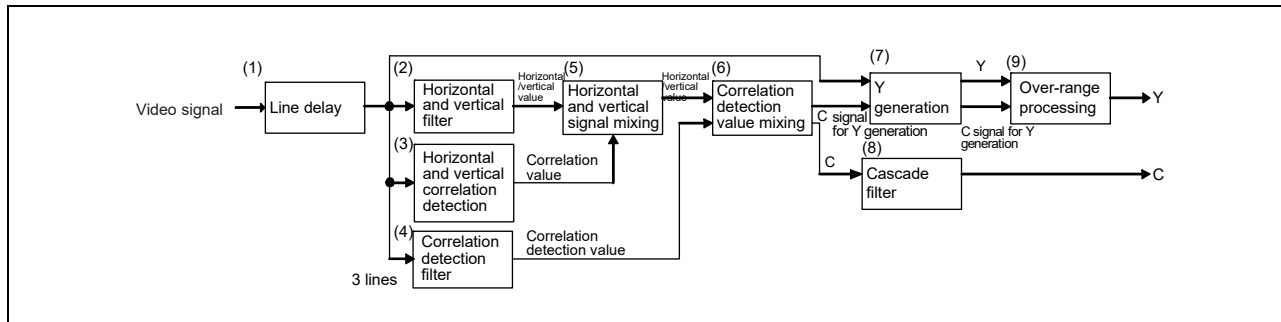 Video signal
(1)
Line delay
3 lines
(2)
Horizontal
and vertical
filter
Horizontal
/vertical
value
(3)
Horizontal
and vertical
correlation
detection
Correlation
value
(4)
Correlation
detection
filter
Correlation
detection value
(5)
Horizontal
and vertical
signal mixing
Horizontal
/vertical
value
(6)
Correlation
detection
value mixing
C signal
for Y generation
C
(7)
Y
generation
Y
C signal for Y
generation
(8)
Cascade
filter
(9)
Over-range
processing
Y
C